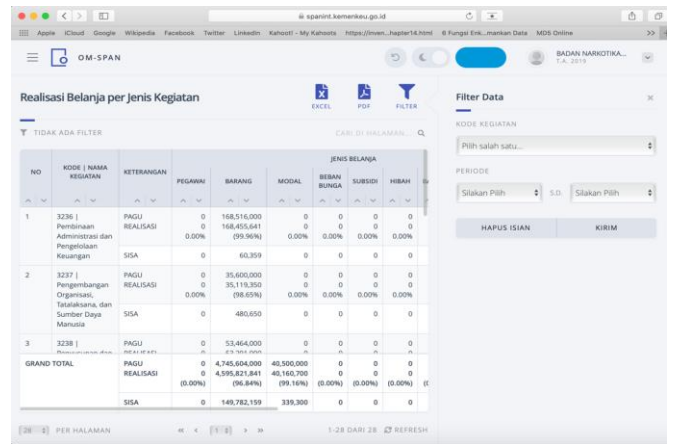 spanint.kemenkeu.go.id
Apple iCloud Google Wikipedia Facebook Twitter LinkedIn Kahoot! - My Kahoots https://inven...hapter14.html 6 Fungsi Enk...mankan Data MD5 Online >>
OM-SPAN
BADAN NARKOTIKA...
T.A. 2019
Realisasi Belanja per Jenis Kegiatan
EXCEL PDF FILTER
TIDAK ADA FILTER
CARI DI HALAMAN...
NO KODE | NAMA KEGIATAN KETERANGAN JENIS BELANJA
PEGAWAI BARANG MODAL BEBAN BUNGA SUBSIDI HIBAH
1 3236 | PAGU 0 168,516,000 0 0 0 0
Pembinaan REALISASI 0 168,455,641 0 0 0 0
Administrasi dan 0.00% (99.96%) 0.00% 0.00% 0.00% 0.00%
Pengelolaan
Keuangan SISA 0 60,359 0 0 0 0
2 3237 | PAGU 0 35,600,000 0 0 0 0
Pengembangan REALISASI 0 35,119,350 0 0 0 0
Organisasi, 0.00% (98.65%) 0.00% 0.00% 0.00% 0.00%
Tatalaksana, dan
Sumber Daya SISA 0 480,650 0 0 0 0
Manusia
3 3238 | PAGU 0 53,464,000 0 0 0 0
GRAND TOTAL PAGU 0 4,745,604,000 40,500,000 0 0 0
REALISASI 0 4,595,821,841 40,160,700 0 0 0
(0.00%) (96.84%) (99.16%) (0.00%) (0.00%) (0.00%)
SISA 0 149,782,159 339,300 0 0 0
28 PER HALAMAN
1
1-28 DARI 28 REFRESH
Filter Data
KODE KEGIATAN
Pilih salah satu...
PERIODE
Silakan Pilih S.D. Silakan Pilih
HAPUS ISIAN KIRIM